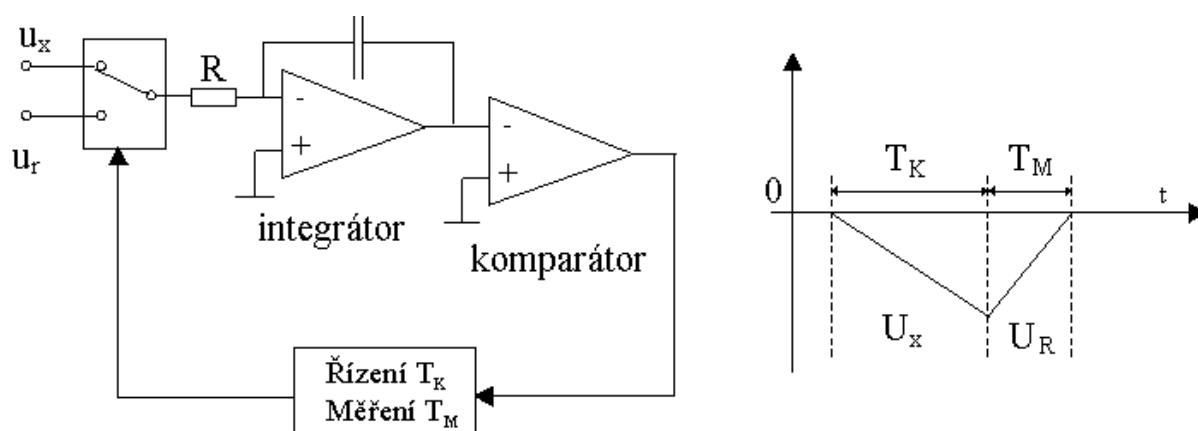 u_x
R
u_r
-
+
integrátor
-
+
komparátor
Řízení T_K
Měření T_M
T_K T_M
0
t
U_x U_R